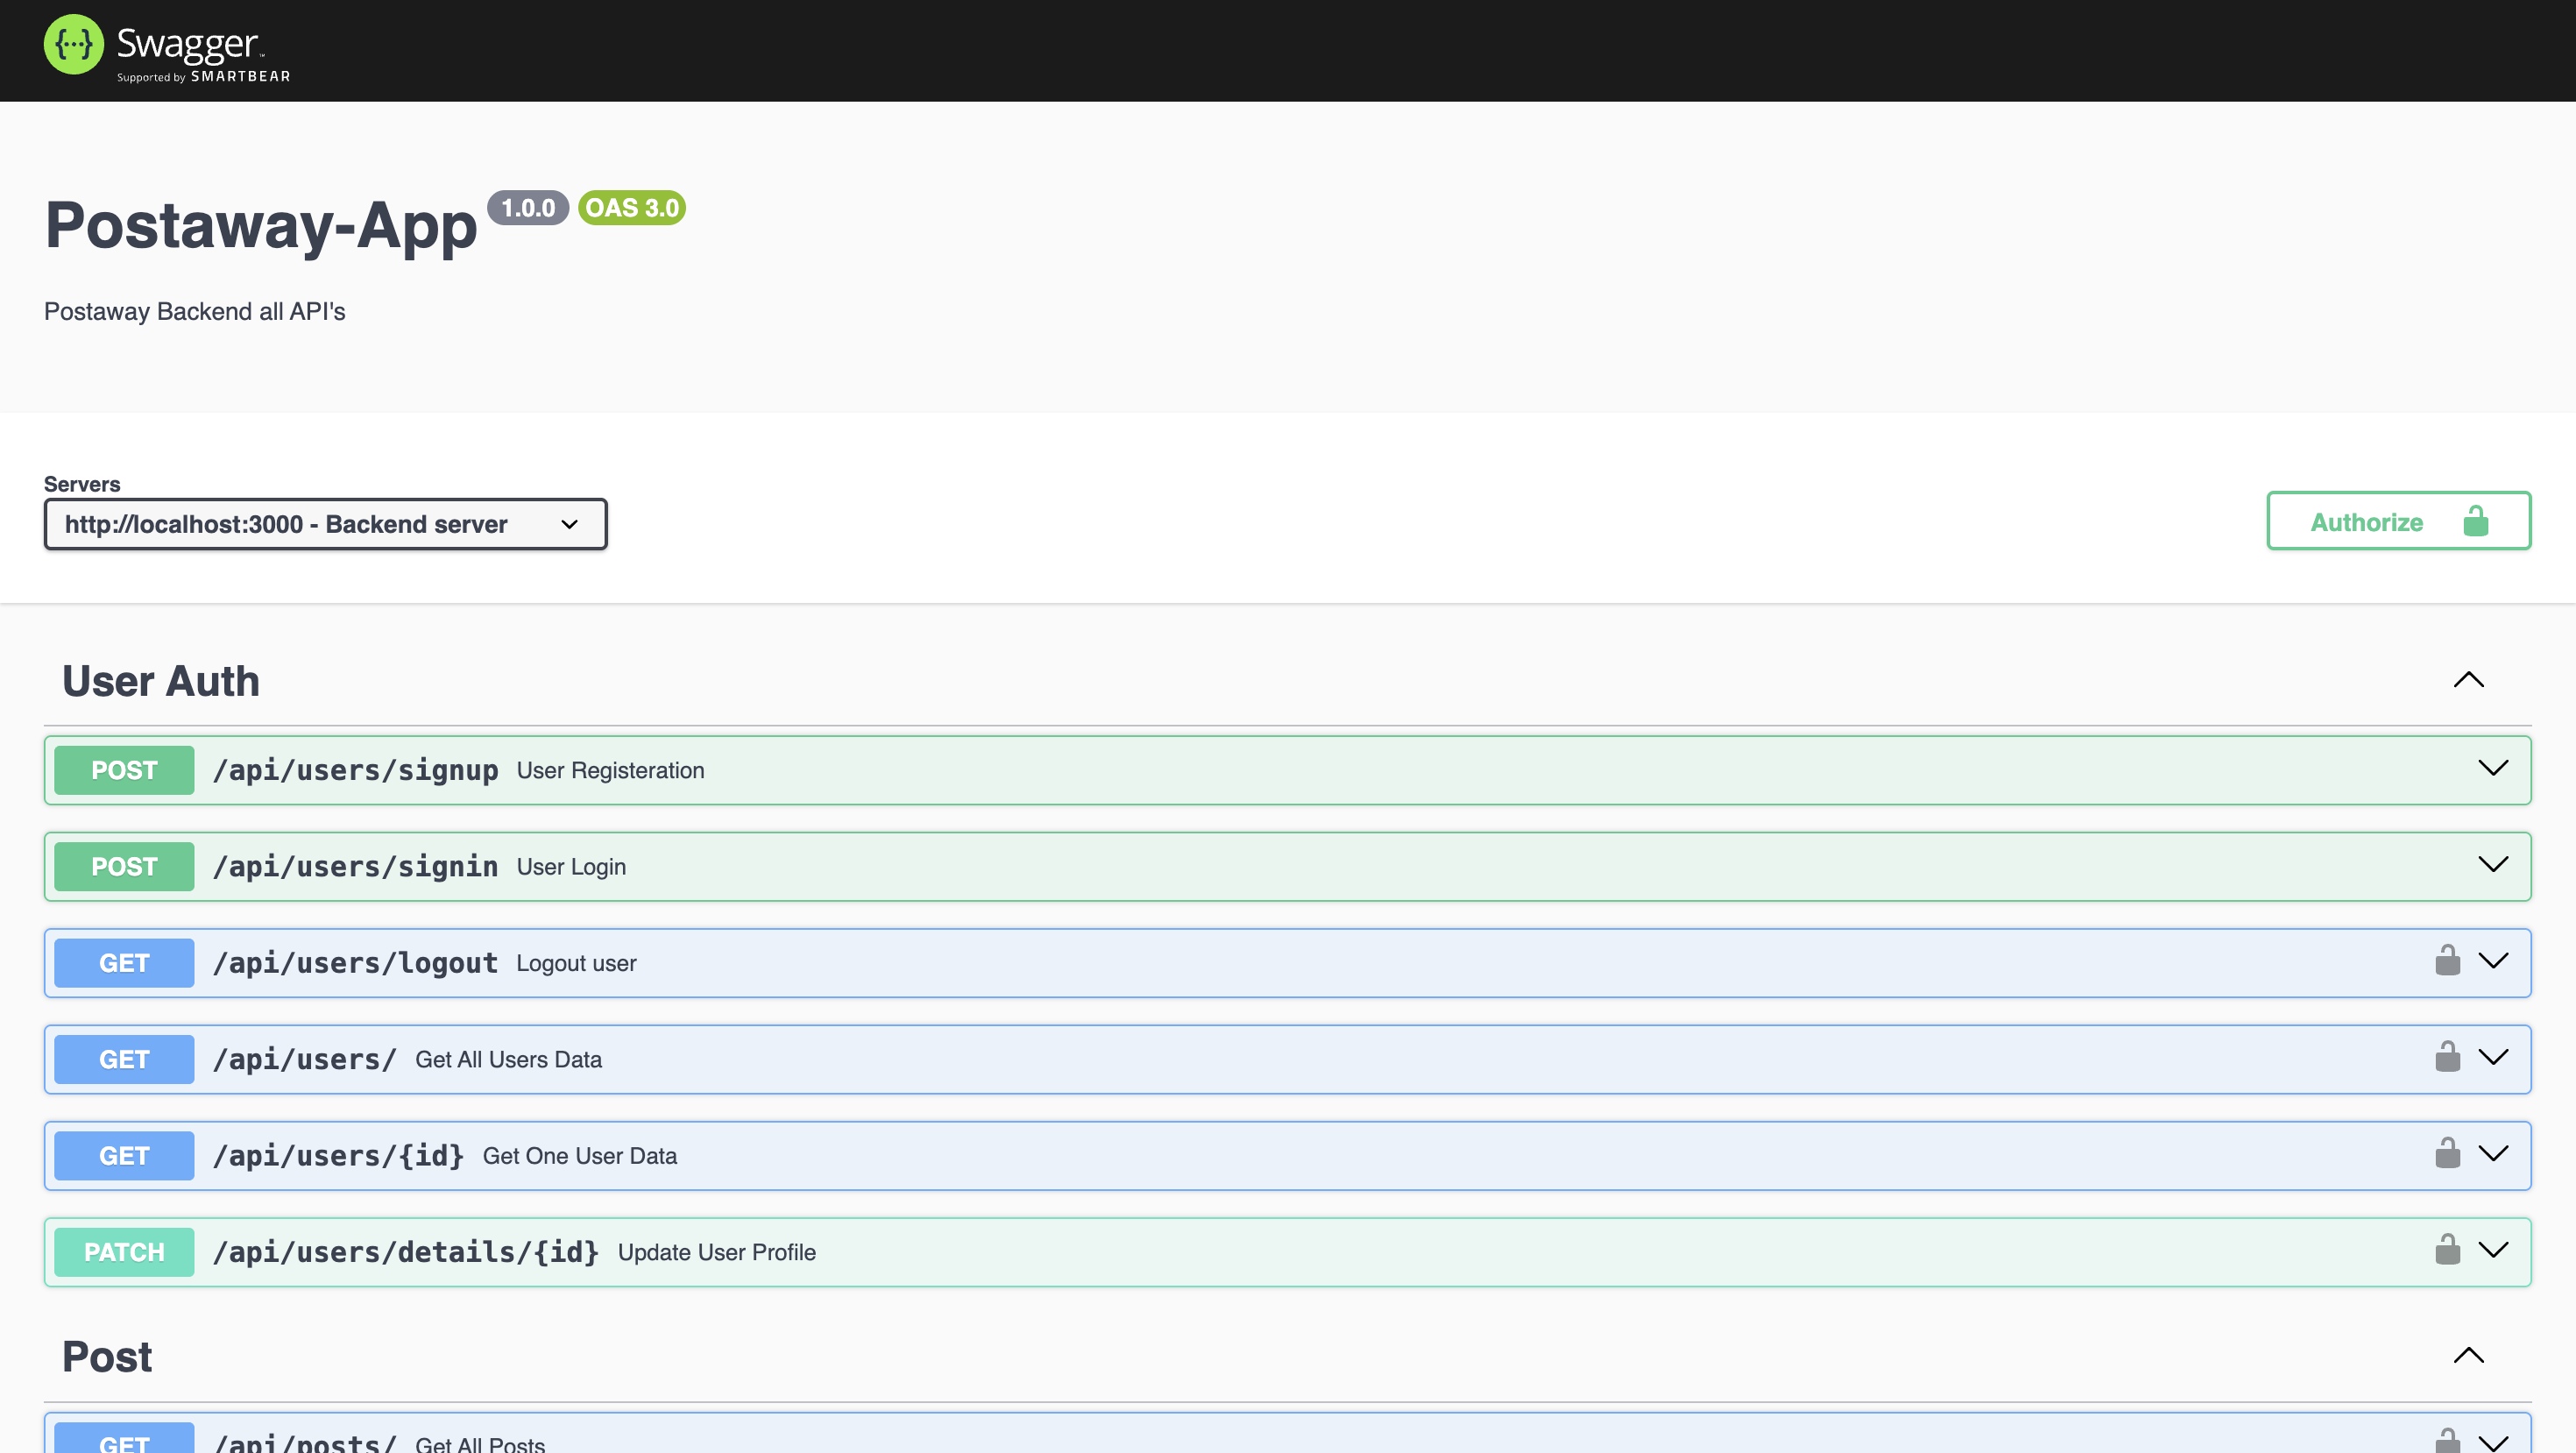 {...} Swagger™
Supported by SMARTBEAR
Postaway-App 1.0.0 OAS 3.0
Postaway Backend all API's
Servers
http://localhost:3000 - Backend server
Authorize
User Auth
POST /api/users/signup User Registeration
POST /api/users/signin User Login
GET /api/users/logout Logout user
GET /api/users/ Get All Users Data
GET /api/users/{id} Get One User Data
PATCH /api/users/details/{id} Update User Profile
Post
GET /api/posts/ Get All Posts